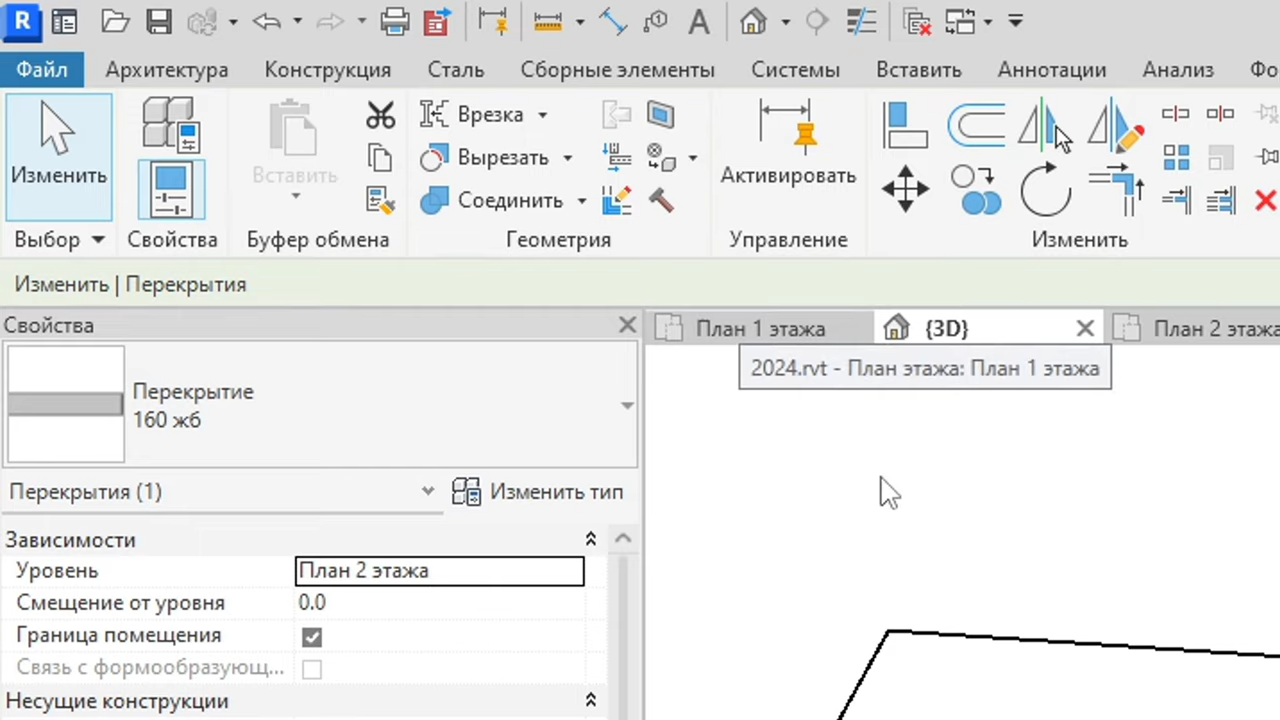 R
A
Файл Архитектура Конструкция Сталь Сборные элементы Системы Вставить Аннотации Анализ Фо
Изменить
Вставить
Врезка
Вырезать
Соединить
Активировать
Выбор Свойства Буфер обмена Геометрия Управление Изменить
Изменить | Перекрытия
Свойства
План 1 этажа {3D} План 2 этажа
2024.rvt - План этажа: План 1 этажа
Перекрытие
160 жб
Перекрытия (1) Изменить тип
Зависимости
Уровень План 2 этажа
Смещение от уровня 0.0
Граница помещения
Связь с формообразующ...
Несущие конструкции